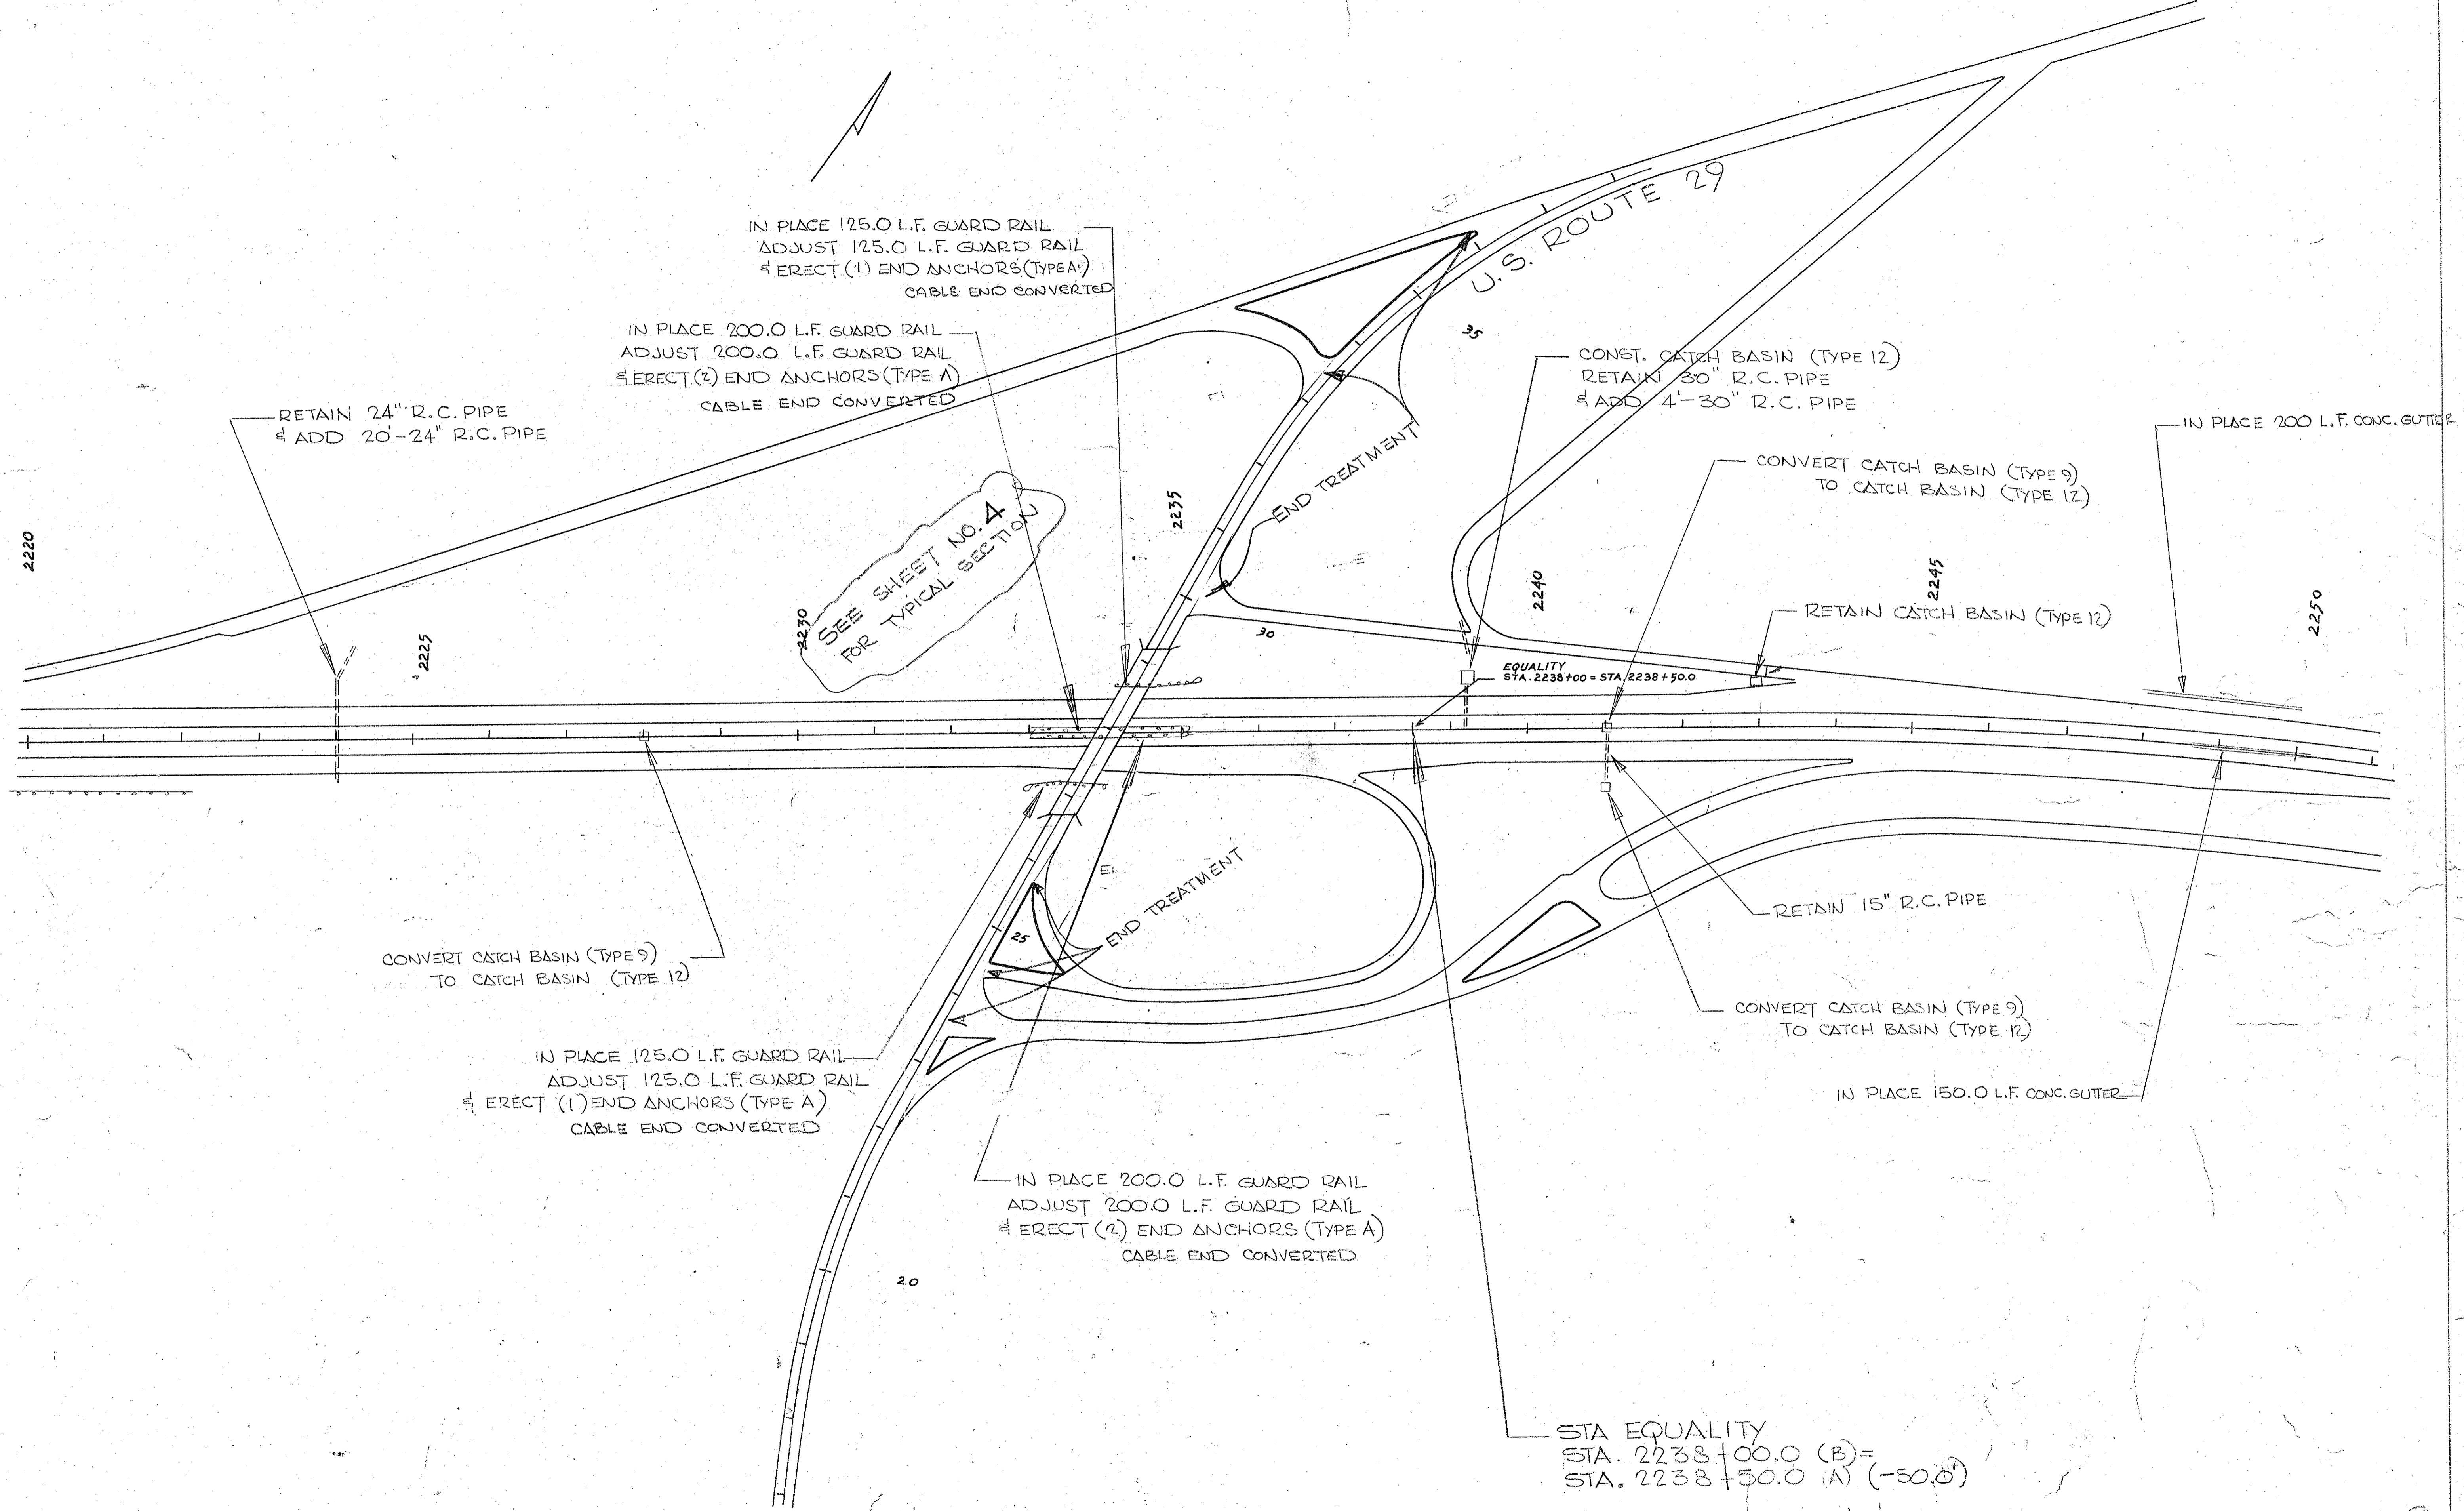 U.S. ROUTE 29
IN PLACE 125.0 L.F. GUARD RAIL
ADJUST 125.0 L.F. GUARD RAIL
& ERECT (1) END ANCHORS (TYPE A)
CABLE END CONVERTED
IN PLACE 200.0 L.F. GUARD RAIL
ADJUST 200.0 L.F. GUARD RAIL
& ERECT (2) END ANCHORS (TYPE A)
CABLE END CONVERTED
35
CONST. CATCH BASIN (TYPE 12)
RETAIN 30" R.C. PIPE
& ADD 4'-30" R.C. PIPE
RETAIN 24" R.C. PIPE
& ADD 20'-24" R.C. PIPE
IN PLACE 200 L.F. CONC. GUTTER
END TREATMENT
CONVERT CATCH BASIN (TYPE 9)
TO CATCH BASIN (TYPE 12)
SEE SHEET NO. 4
FOR TYPICAL SECTION
2220
2225
2230
2235
2240
2245
2250
RETAIN CATCH BASIN (TYPE 12)
30
EQUALITY
STA. 2238+00 = STA. 2238+50.0
END TREATMENT
25
RETAIN 15" R.C. PIPE
CONVERT CATCH BASIN (TYPE 9)
TO CATCH BASIN (TYPE 12)
CONVERT CATCH BASIN (TYPE 9)
TO CATCH BASIN (TYPE 12)
IN PLACE 125.0 L.F. GUARD RAIL
ADJUST 125.0 L.F. GUARD RAIL
& ERECT (1) END ANCHORS (TYPE A)
CABLE END CONVERTED
IN PLACE 150.0 L.F. CONC. GUTTER
IN PLACE 200.0 L.F. GUARD RAIL
ADJUST 200.0 L.F. GUARD RAIL
& ERECT (2) END ANCHORS (TYPE A)
CABLE END CONVERTED
20
STA EQUALITY
STA. 2238+00.0 (B)=
STA. 2238+50.0 (A) (-50.0')